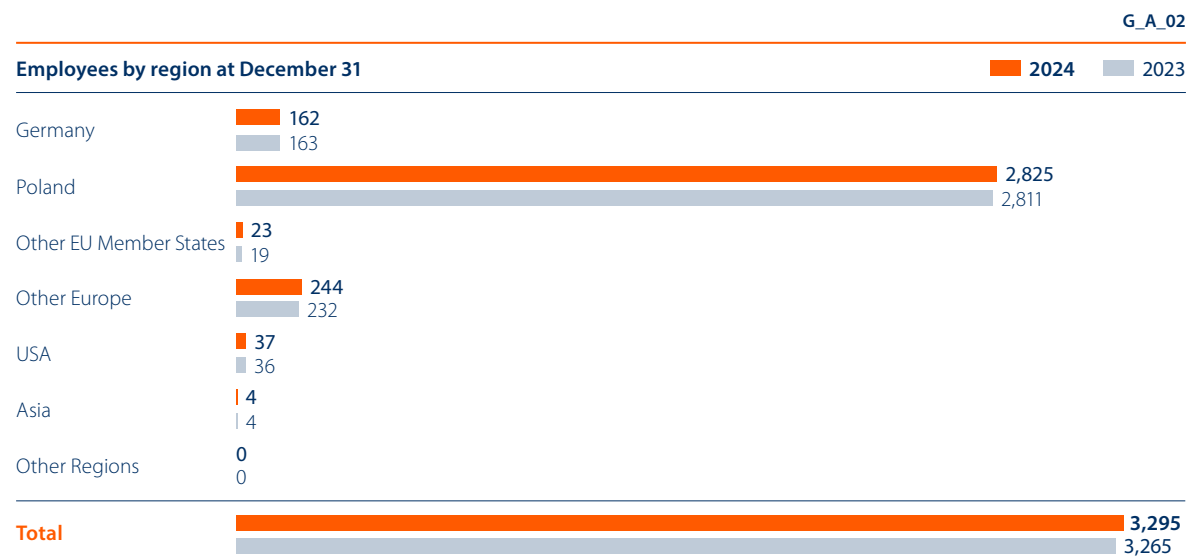 G_A_02
Employees by region at December 31 2024 2023
Germany 162
163
Poland 2,825
2,811
Other EU Member States 23
19
Other Europe 244
232
USA 37
36
Asia 4
4
Other Regions 0
0
Total 3,295
3,265